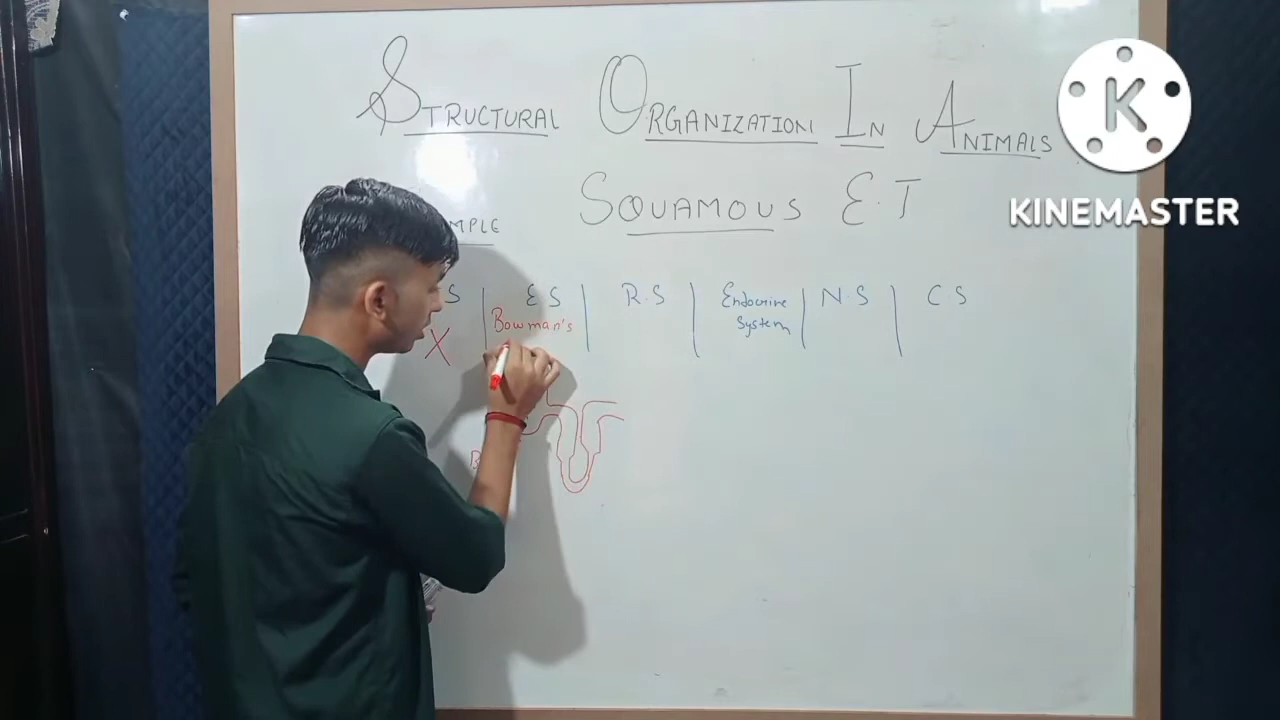 STRUCTURAL ORGANIZATION IN ANIMALS
SQUAMOUS E.T
S E S R.S Endocrine System N.S C.S
X Bowman's
KINEMASTER